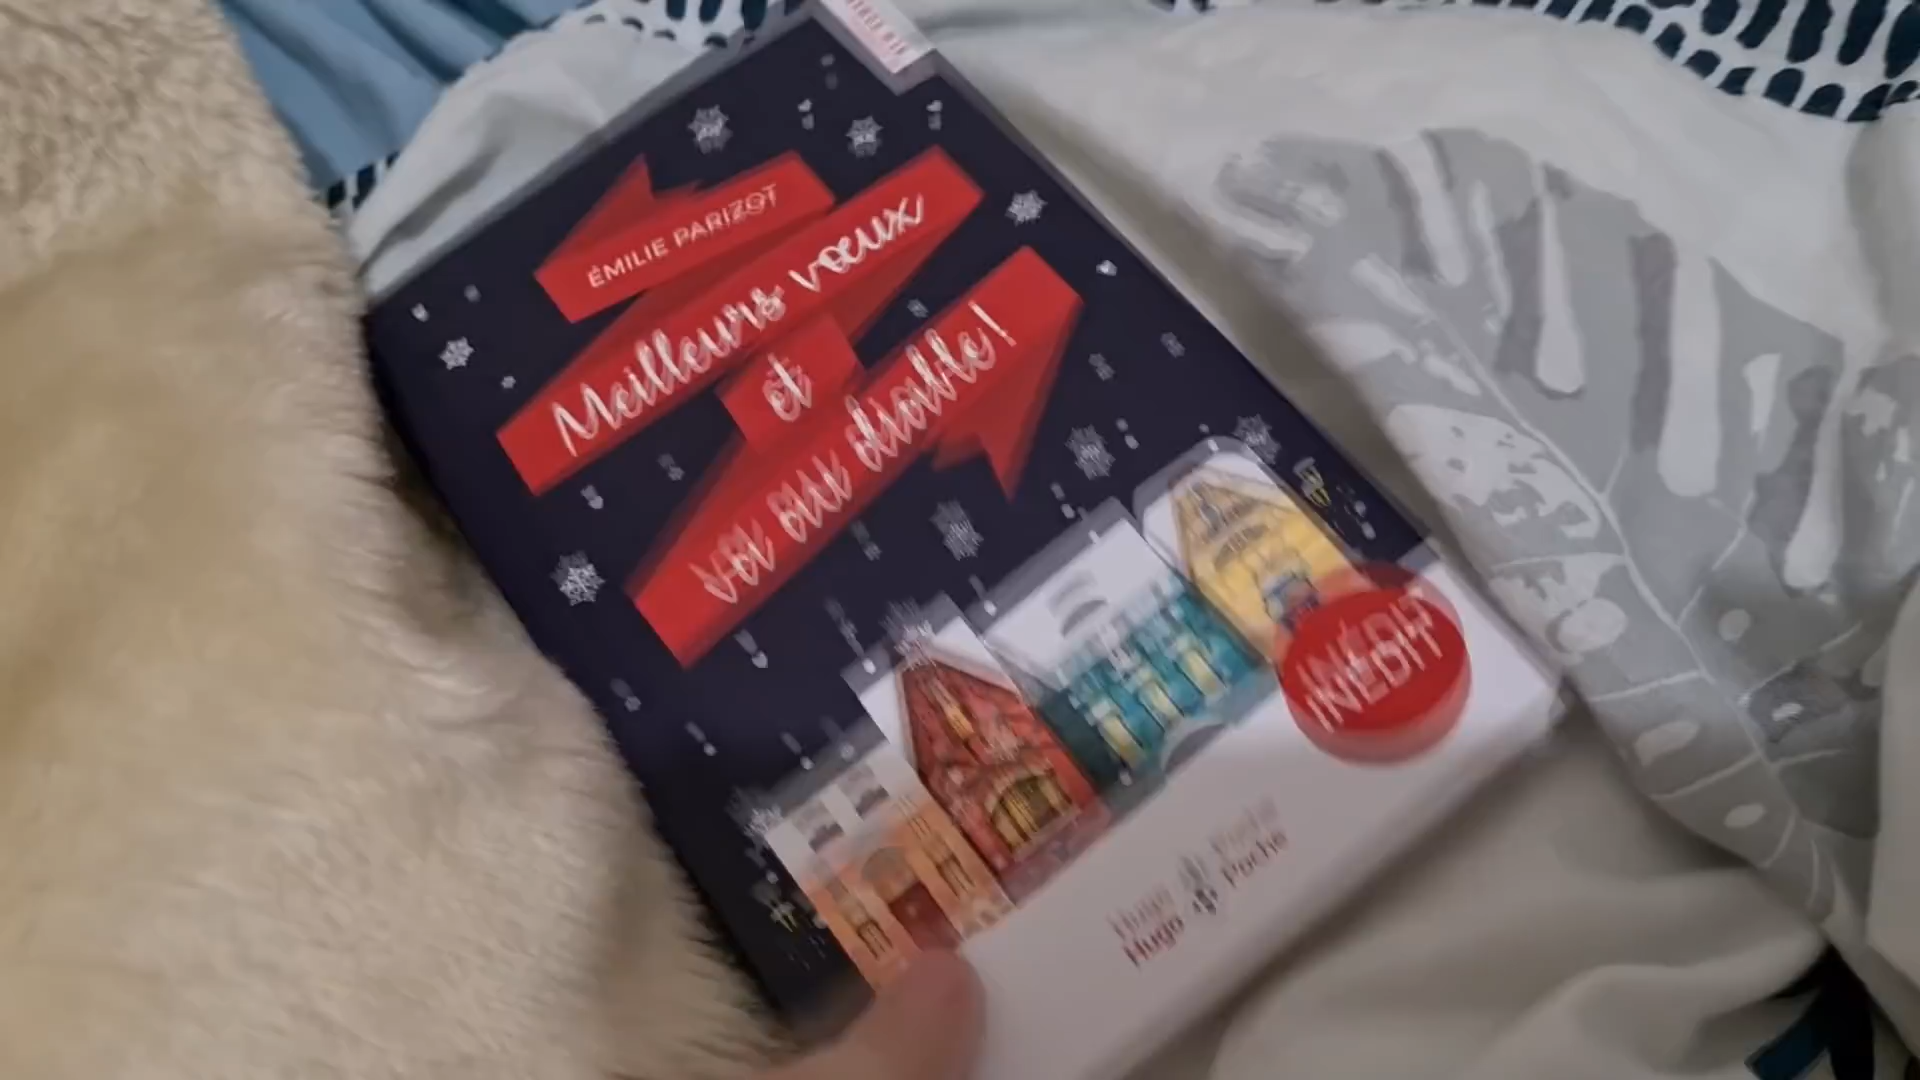 ÉMILIE PARIZOT
Meilleurs vœux
et
va au diable !
INÉDIT
Hugo Poche